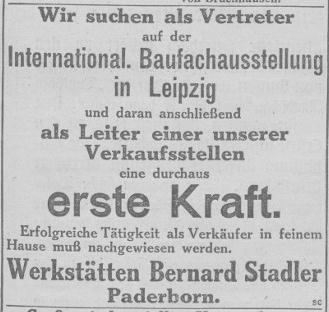 Wir suchen als Vertreter
auf der
International. Baufachausstellung
in Leipzig
und daran anschließend
als Leiter einer unserer
Verkaufsstellen
eine durchaus
erste Kraft.
Erfolgreiche Tätigkeit als Verkäufer in feinem
Hause muß nachgewiesen werden.
Werkstätten Bernard Stadler
Paderborn.
sc